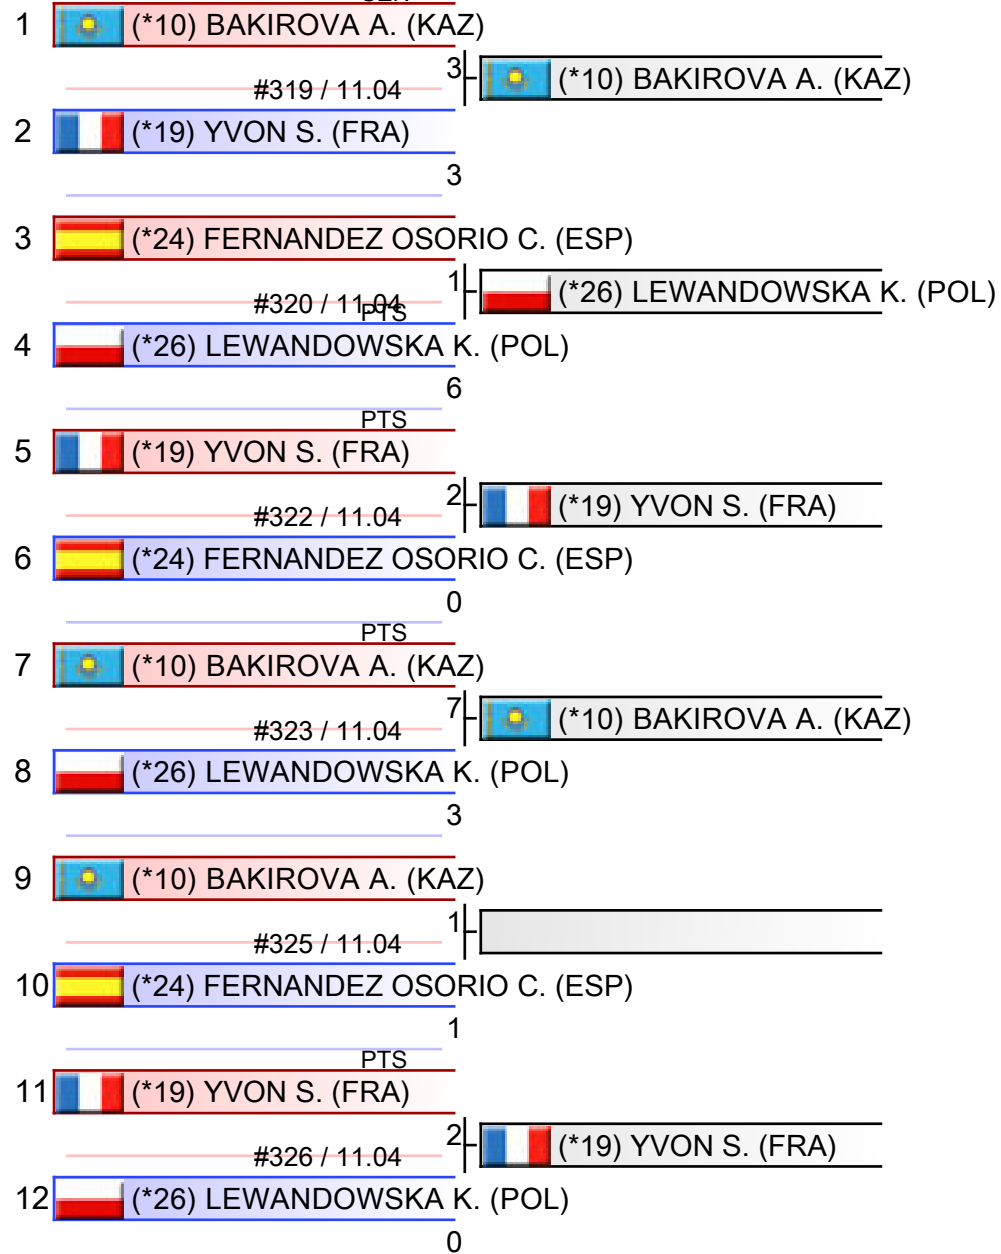 1 (*10) BAKIROVA A. (KAZ)
3 (*10) BAKIROVA A. (KAZ)
#319 / 11.04
2 (*19) YVON S. (FRA)
3
3 (*24) FERNANDEZ OSORIO C. (ESP)
1 (*26) LEWANDOWSKA K. (POL)
#320 / 11.04
PTS
4 (*26) LEWANDOWSKA K. (POL)
6
PTS
5 (*19) YVON S. (FRA)
2 (*19) YVON S. (FRA)
#322 / 11.04
6 (*24) FERNANDEZ OSORIO C. (ESP)
0
PTS
7 (*10) BAKIROVA A. (KAZ)
7 (*10) BAKIROVA A. (KAZ)
#323 / 11.04
8 (*26) LEWANDOWSKA K. (POL)
3
9 (*10) BAKIROVA A. (KAZ)
1
#325 / 11.04
10 (*24) FERNANDEZ OSORIO C. (ESP)
1
PTS
11 (*19) YVON S. (FRA)
2 (*19) YVON S. (FRA)
#326 / 11.04
12 (*26) LEWANDOWSKA K. (POL)
0